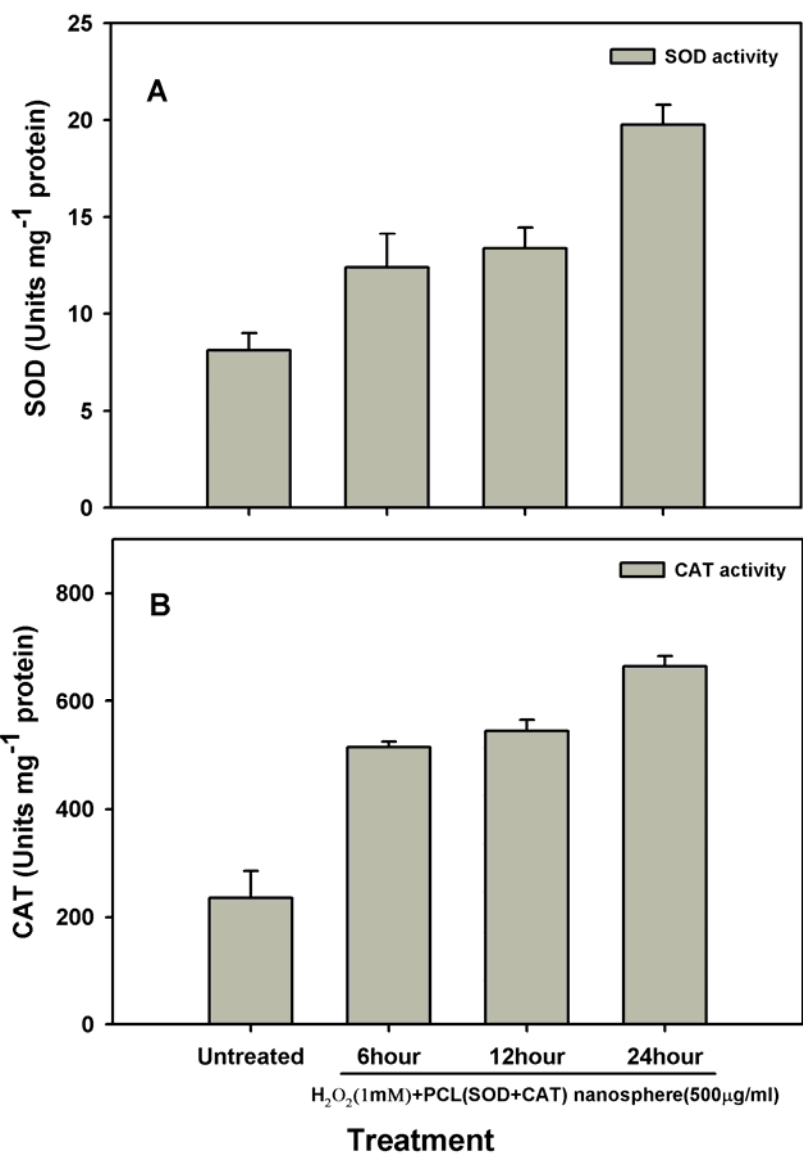 25
SOD activity
A
20
15
10
5
0
SOD (Units mg⁻¹ protein)
CAT activity
B
800
600
400
200
0
CAT (Units mg⁻¹ protein)
Untreated 6hour 12hour 24hour
H₂O₂(1mM)+PCL(SOD+CAT) nanosphere(500μg/ml)
Treatment